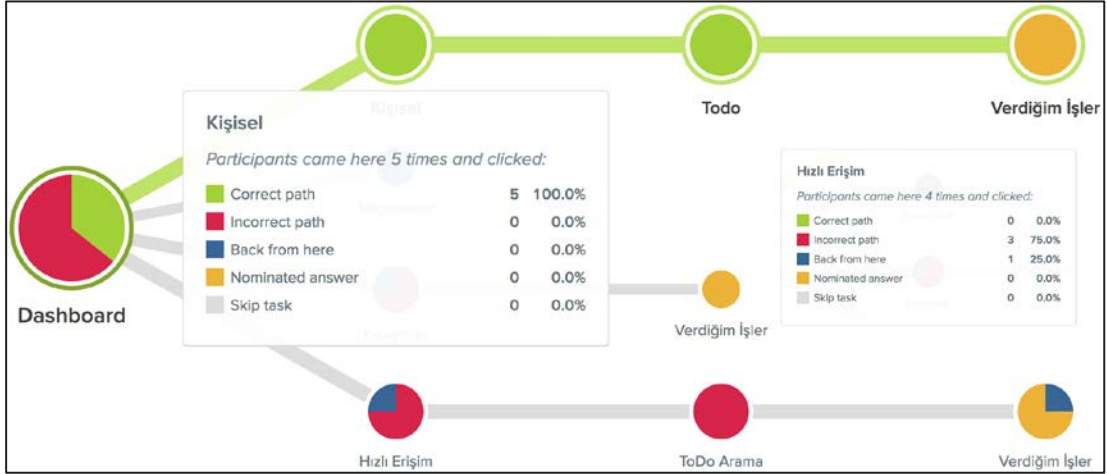 Kişisel
Todo
Verdiğim İşler
Kişisel
Participants came here 5 times and clicked:
Correct path 5 100.0%
Incorrect path 0 0.0%
Back from here 0 0.0%
Nominated answer 0 0.0%
Skip task 0 0.0%
Hızlı Erişim
Participants came here 4 times and clicked:
Correct path 0 0.0%
Incorrect path 3 75.0%
Back from here 1 25.0%
Nominated answer 0 0.0%
Skip task 0 0.0%
Dashboard
Verdiğim İşler
Hızlı Erişim
ToDo Arama
Verdiğim İşler